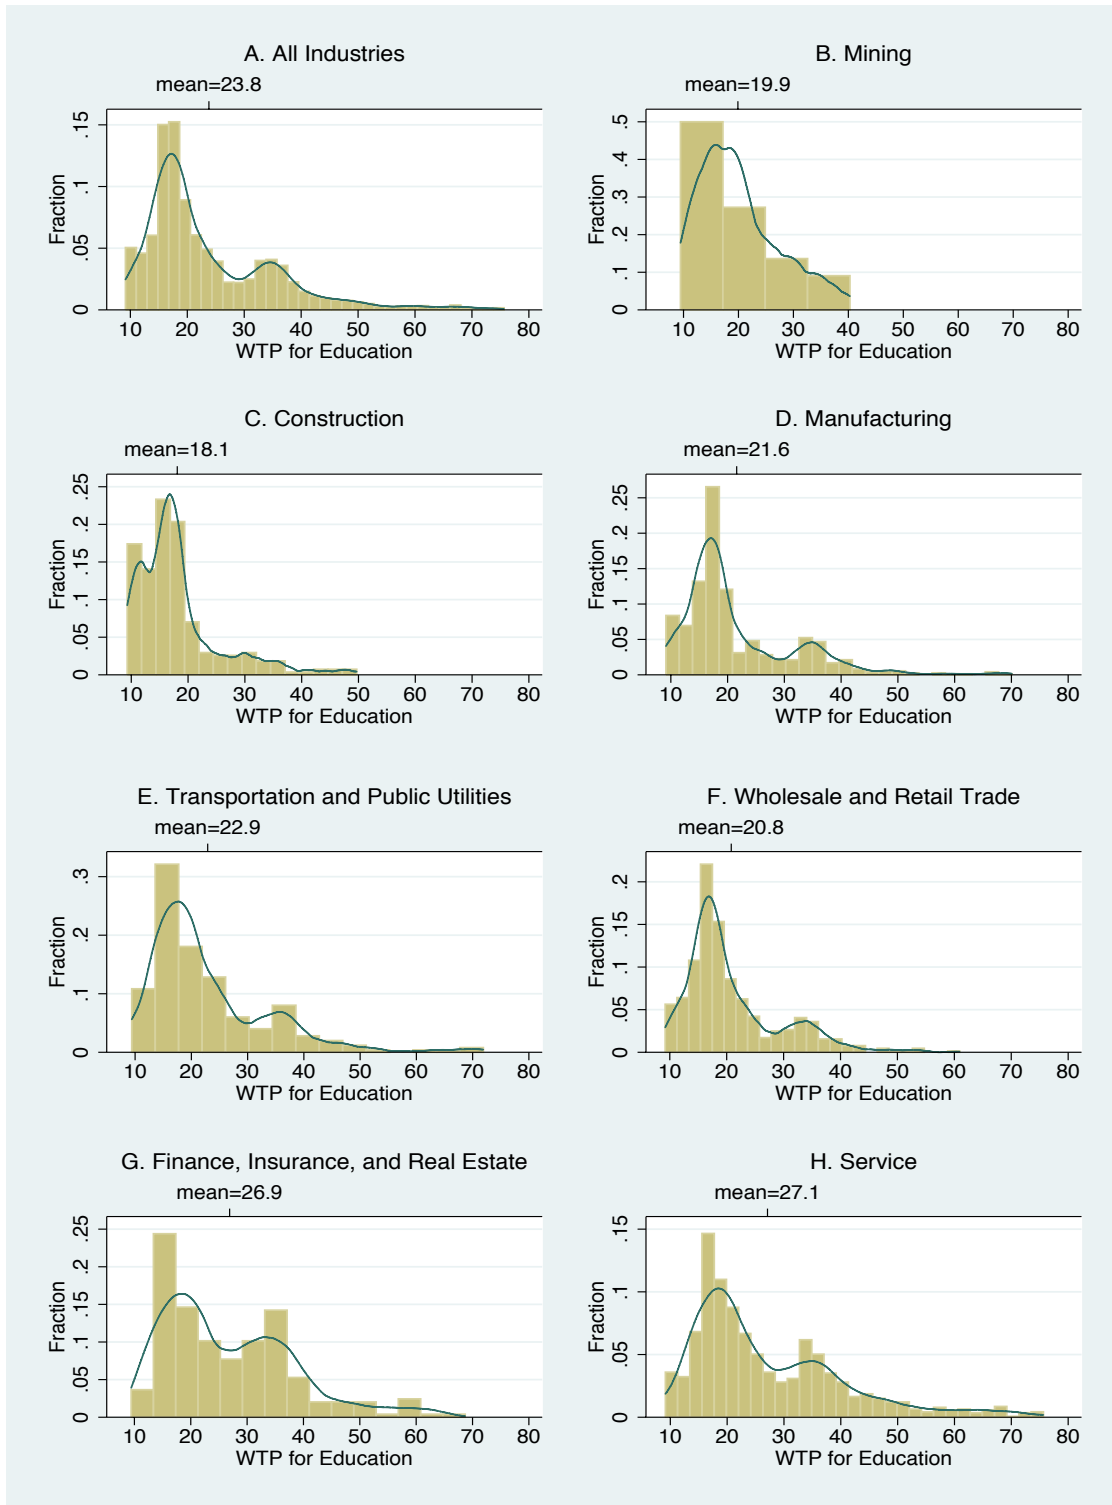 A. All Industries
mean=23.8
Fraction
0 .05 .1 .15
10 20 30 40 50 60 70 80
WTP for Education
B. Mining
mean=19.9
Fraction
0 .1 .2 .3 .4 .5
10 20 30 40 50 60 70 80
WTP for Education
C. Construction
mean=18.1
Fraction
0 .05 .1 .15 .2 .25
10 20 30 40 50 60 70 80
WTP for Education
D. Manufacturing
mean=21.6
Fraction
0 .05 .1 .15 .2 .25
10 20 30 40 50 60 70 80
WTP for Education
E. Transportation and Public Utilities
mean=22.9
Fraction
0 .1 .2 .3
10 20 30 40 50 60 70 80
WTP for Education
F. Wholesale and Retail Trade
mean=20.8
Fraction
0 .05 .1 .15 .2
10 20 30 40 50 60 70 80
WTP for Education
G. Finance, Insurance, and Real Estate
mean=26.9
Fraction
0 .05 .1 .15 .2 .25
10 20 30 40 50 60 70 80
WTP for Education
H. Service
mean=27.1
Fraction
0 .05 .1 .15
10 20 30 40 50 60 70 80
WTP for Education